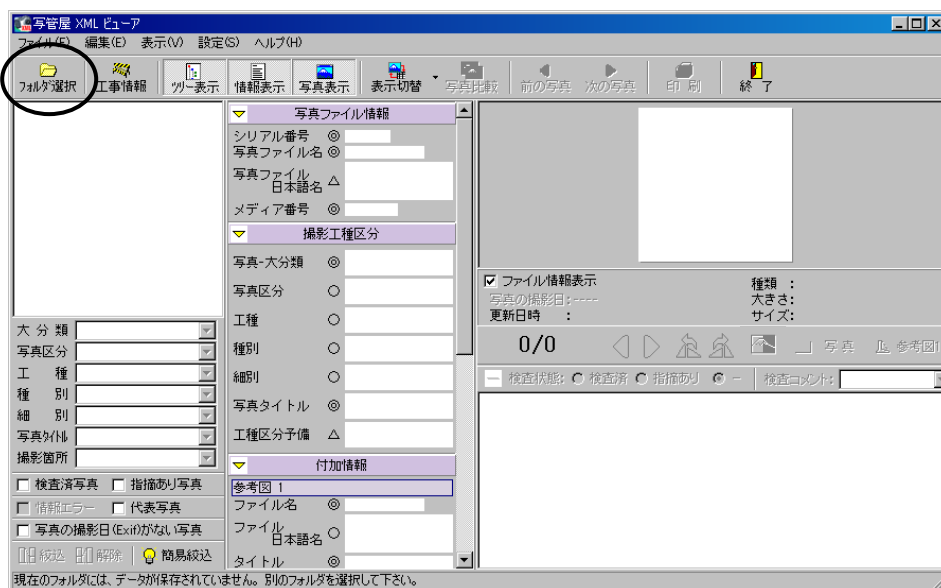 写管屋 XML ビューア
ファイル(F) 編集(E) 表示(V) 設定(S) ヘルプ(H)
フォルダ選択 工事情報 ツリー表示 情報表示 写真表示 表示切替 写真比較 前の写真 次の写真 印 刷 終 了
写真ファイル情報
シリアル番号 ◎
写真ファイル名 ◎
写真ファイル
日本語名 △
メディア番号 ◎
撮影工種区分
写真-大分類 ◎
写真区分 ○
工種 ○
種別 ○
細別 ○
写真タイトル ◎
工種区分予備 △
付加情報
参考図 1
ファイル名 ◎
ファイル
日本語名 ○
タイトル ◎
大 分 類
写真区分
工 種
種 別
細 別
写真タイトル
撮影箇所
検査済写真 指摘あり写真
情報エラー 代表写真
写真の撮影日(Exif)がない写真
絞込 解除 簡易絞込
ファイル情報表示
写真の撮影日:----
更新日時 :
種類 :
大きさ:
サイズ:
0/0 写真 参考図1
検査状態: 検査済 指摘あり - 検査コメント:
現在のフォルダには、データが保存されていません。別のフォルダを選択して下さい。